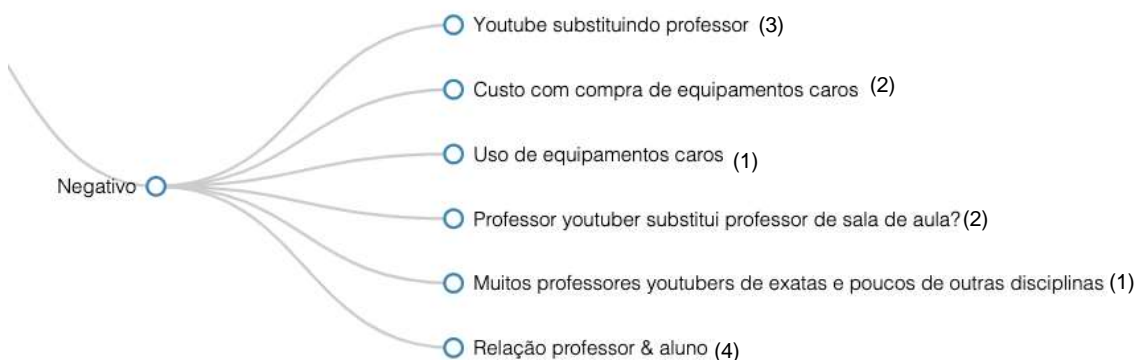 Youtube substituindo professor (3)
Custo com compra de equipamentos caros (2)
Uso de equipamentos caros (1)
Negativo
Professor youtuber substitui professor de sala de aula? (2)
Muitos professores youtubers de exatas e poucos de outras disciplinas (1)
Relação professor & aluno (4)